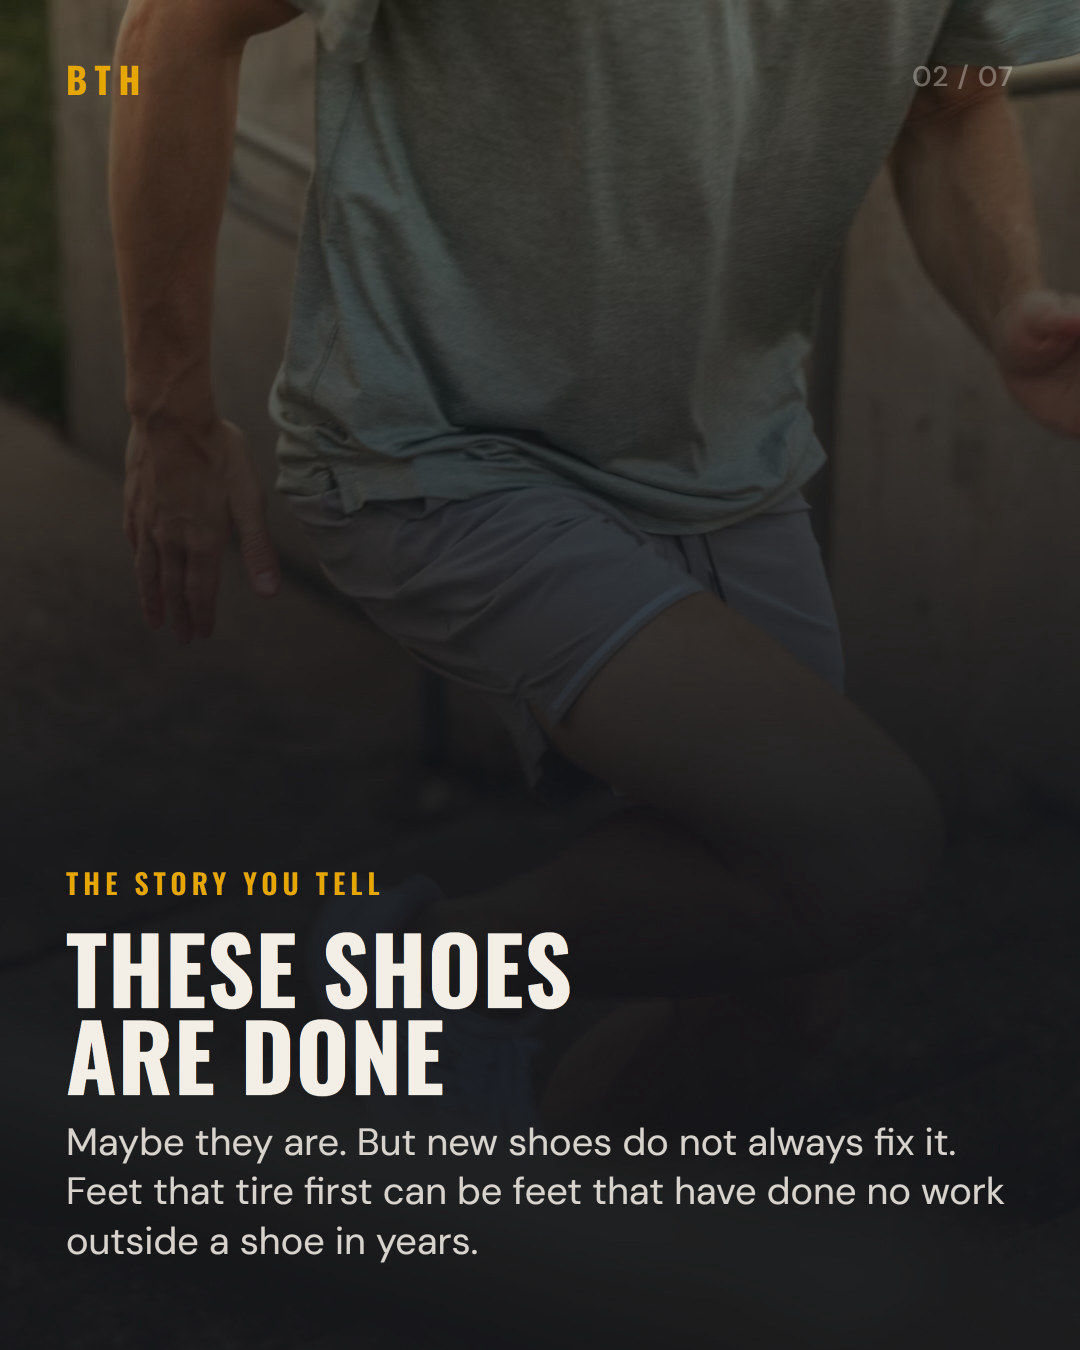 BTH
02 / 07
THE STORY YOU TELL
THESE SHOES
ARE DONE
Maybe they are. But new shoes do not always fix it.
Feet that tire first can be feet that have done no work
outside a shoe in years.